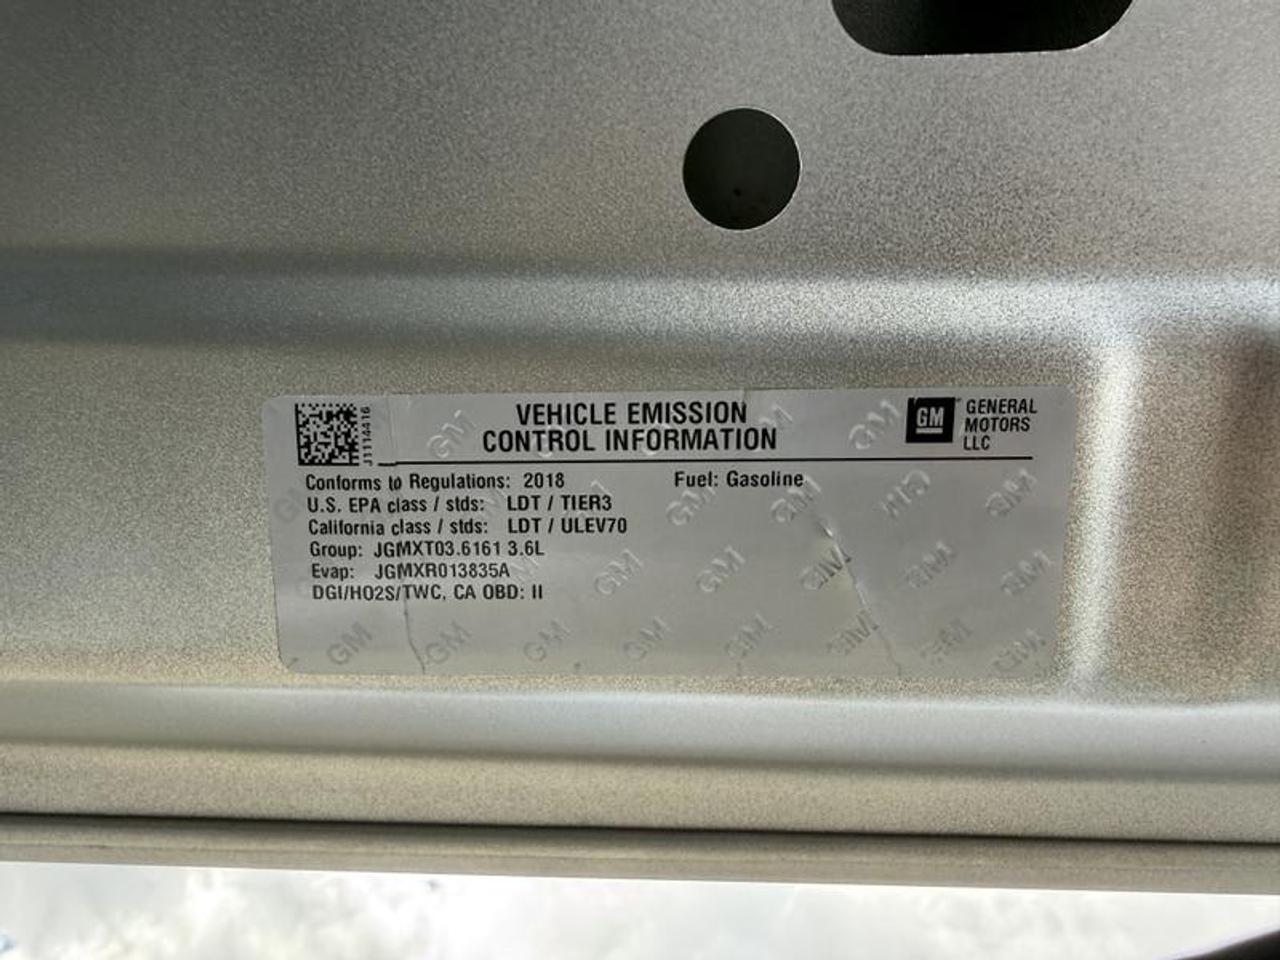 J1114416
VEHICLE EMISSION
CONTROL INFORMATION
GM
GENERAL
MOTORS
LLC
Conforms to Regulations: 2018 Fuel: Gasoline
U.S. EPA class / stds: LDT / TIER3
California class / stds: LDT / ULEV70
Group: JGMXT03.6161 3.6L
Evap: JGMXR013835A
DGI/HO2S/TWC, CA OBD: II